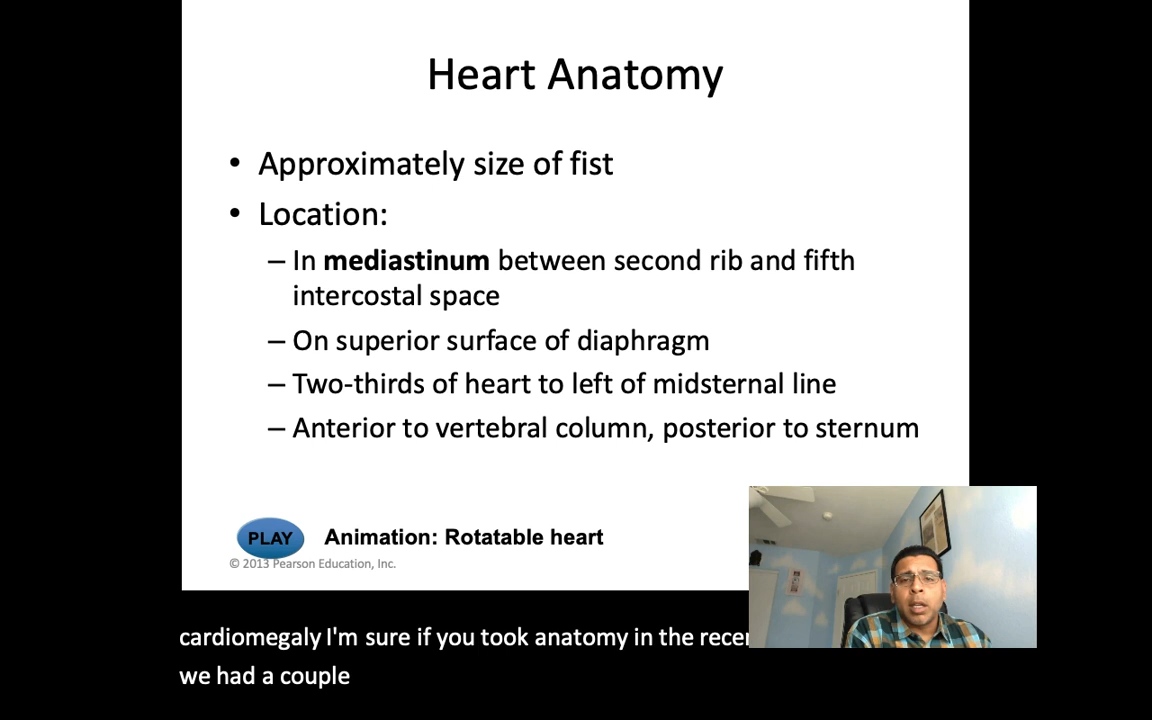 Heart Anatomy
• Approximately size of fist
• Location:
– In mediastinum between second rib and fifth
intercostal space
– On superior surface of diaphragm
– Two-thirds of heart to left of midsternal line
– Anterior to vertebral column, posterior to sternum
PLAY Animation: Rotatable heart
© 2013 Pearson Education, Inc.
cardiomegaly I'm sure if you took anatomy in the
we had a couple